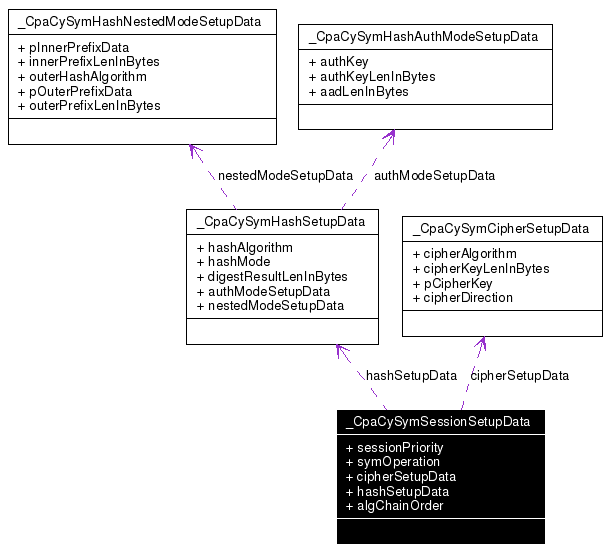 _CpaCySymHashNestedModeSetupData
+ pInnerPrefixData
+ innerPrefixLenInBytes
+ outerHashAlgorithm
+ pOuterPrefixData
+ outerPrefixLenInBytes
_CpaCySymHashAuthModeSetupData
+ authKey
+ authKeyLenInBytes
+ aadLenInBytes
nestedModeSetupData
authModeSetupData
_CpaCySymHashSetupData
+ hashAlgorithm
+ hashMode
+ digestResultLenInBytes
+ authModeSetupData
+ nestedModeSetupData
_CpaCySymCipherSetupData
+ cipherAlgorithm
+ cipherKeyLenInBytes
+ pCipherKey
+ cipherDirection
hashSetupData
cipherSetupData
_CpaCySymSessionSetupData
+ sessionPriority
+ symOperation
+ cipherSetupData
+ hashSetupData
+ algChainOrder